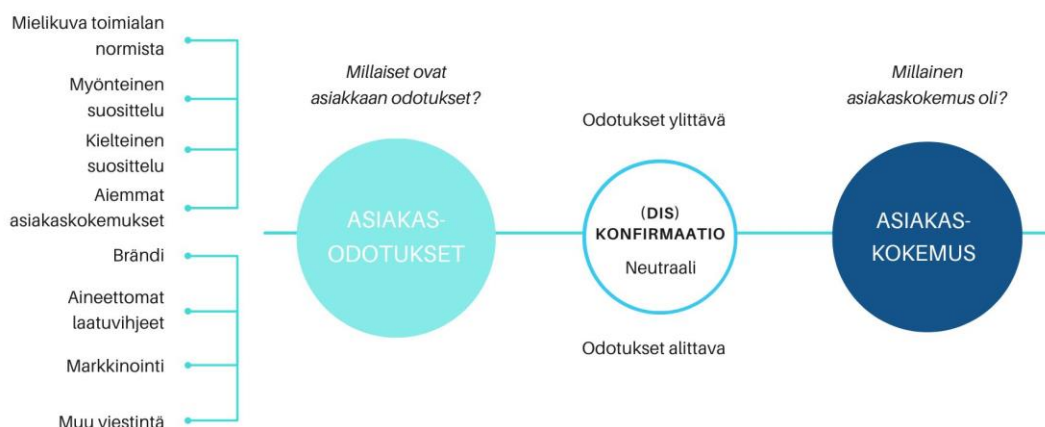 Mielikuva toimialan
normista
Myönteinen
suosittelu
Kielteinen
suosittelu
Aiemmat
asiakaskokemukset
Brändi
Aineettomat
laatuvihjeet
Markkinointi
Muu viestintä
Millaiset ovat
asiakkaan odotukset?
ASIAKAS-
ODOTUKSET
Odotukset ylittävä
(DIS)
KONFIRMAATIO
Neutraali
Odotukset alittava
Millainen
asiakaskokemus oli?
ASIAKAS-
KOKEMUS